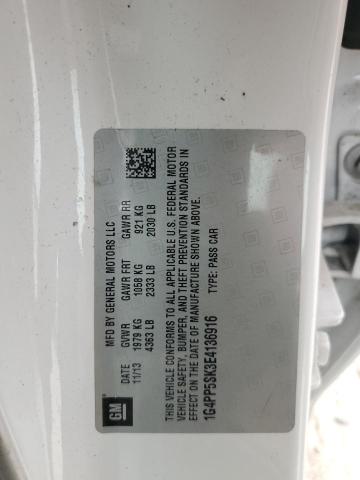 GM
MFD BY GENERAL MOTORS LLC
11/13 GVWR GAWR FRT GAWR RR
1979 KG 1058 KG 921 KG
4363 LB 2333 LB 2030 LB
THIS VEHICLE CONFORMS TO ALL APPLICABLE U.S. FEDERAL MOTOR
VEHICLE SAFETY, BUMPER, AND THEFT PREVENTION STANDARDS IN
EFFECT ON THE DATE OF MANUFACTURE SHOWN ABOVE.
1G4PP5SK3E4136916 TYPE: PASS CAR